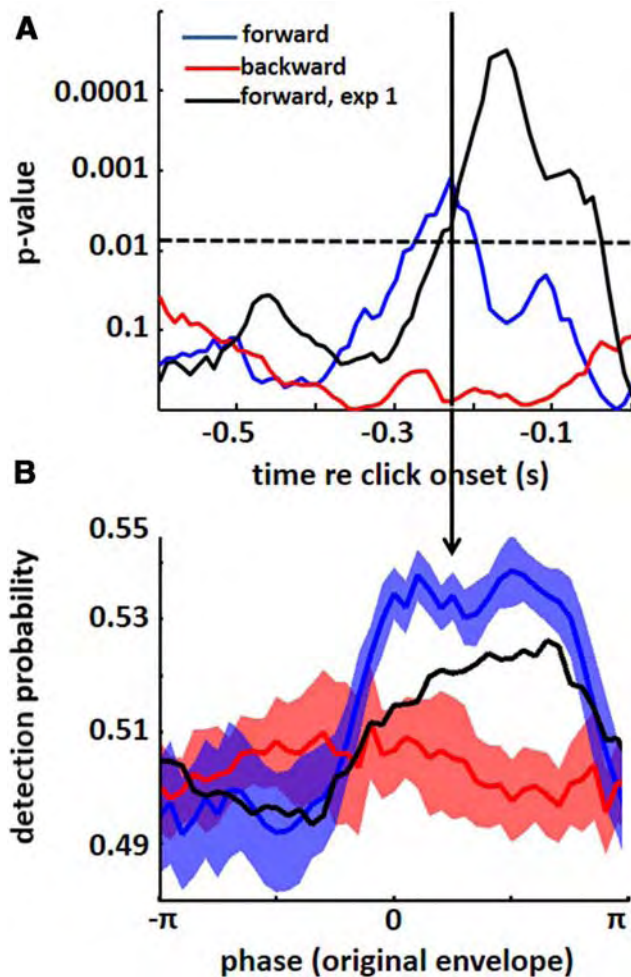 A
forward
backward
forward, exp 1
0.0001
0.001
0.01
0.1
p-value
-0.5
-0.3
-0.1
time re click onset (s)
B
0.55
0.53
0.51
0.49
detection probability
-π
0
π
phase (original envelope)